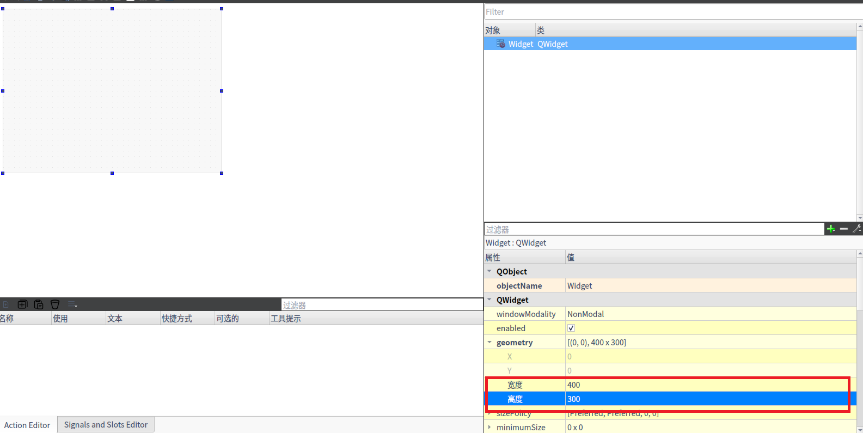 Filter
对象 类
Widget QWidget
过滤器
Widget : QWidget
属性 值
QObject
objectName Widget
QWidget
windowModality NonModal
enabled
geometry [(0, 0), 400 x 300]
X 0
Y 0
宽度 400
高度 300
sizePolicy [Preferred, Preferred, 0, 0]
minimumSize 0 x 0
过滤器
名称 使用 文本 快捷方式 可选的 工具提示
Action Editor Signals and Slots Editor